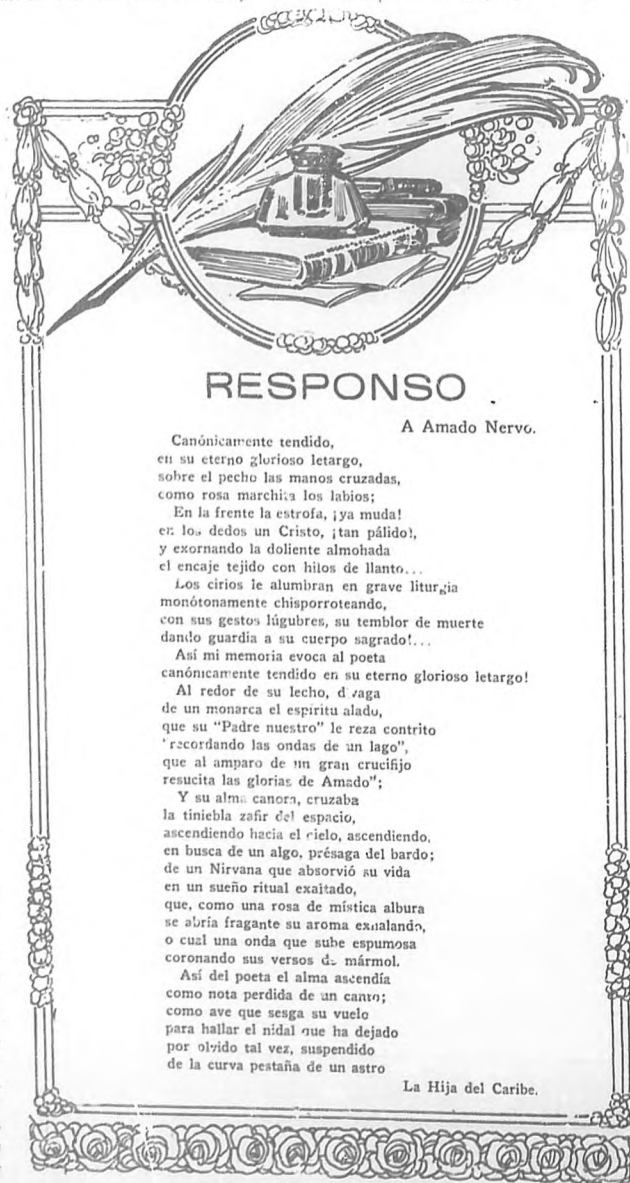 RESPONSO
A Amado Nervo.
Canónicamente tendido,
en su eterno glorioso letargo,
sobre el pecho las manos cruzadas,
como rosa marchita los labios;
En la frente la estrofa, ¡ya muda!
en los dedos un Cristo, ¡tan pálido!,
y exornando la doliente almohada
el encaje tejido con hilos de llanto...
Los cirios le alumbran en grave liturgia
monótonamente chisporroteando,
con sus gestos lúgubres, su temblor de muerte
dando guardia a su cuerpo sagrado!...
Así mi memoria evoca al poeta
canónicamente tendido en su eterno glorioso letargo!
Al redor de su lecho, divaga
de un monarca el espíritu alado,
que su "Padre nuestro" le reza contrito
"recordando las ondas de un lago",
que al amparo de un gran crucifijo
resucita las glorias de Amado";
Y su alma canora, cruzaba
la tiniebla zafir del espacio,
ascendiendo hacia el cielo, ascendiendo,
en busca de un algo, présaga del bardo;
de un Nirvana que absorvió su vida
en un sueño ritual exaltado,
que, como una rosa de mística albura
se abría fragante su aroma exhalando,
o cual una onda que sube espumosa
coronando sus versos de mármol.
Así del poeta el alma ascendía
como nota perdida de un canto;
como ave que sesga su vuelo
para hallar el nidal que ha dejado
por olvido tal vez, suspendido
de la curva pestaña de un astro
La Hija del Caribe.